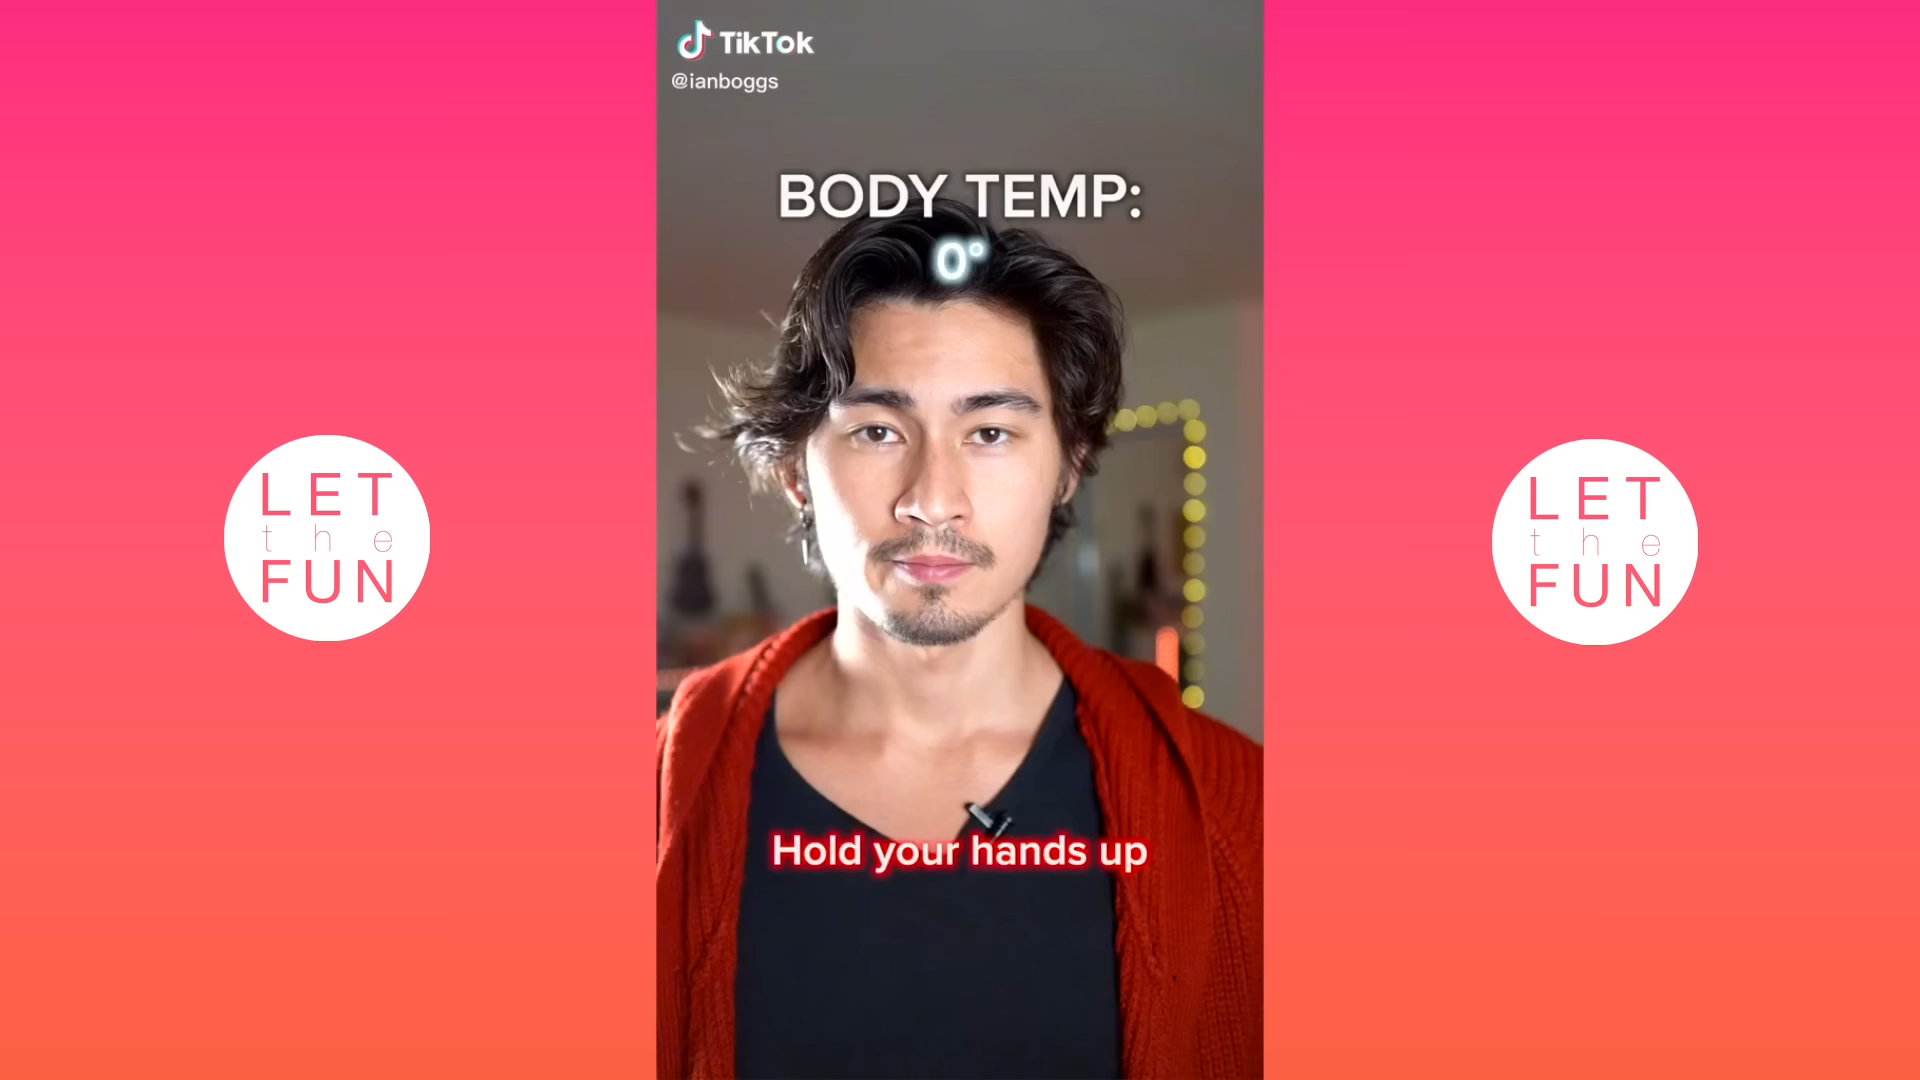 TikTok
@ianboggs
BODY TEMP:
0°
Hold your hands up
LET
the
FUN
LET
the
FUN